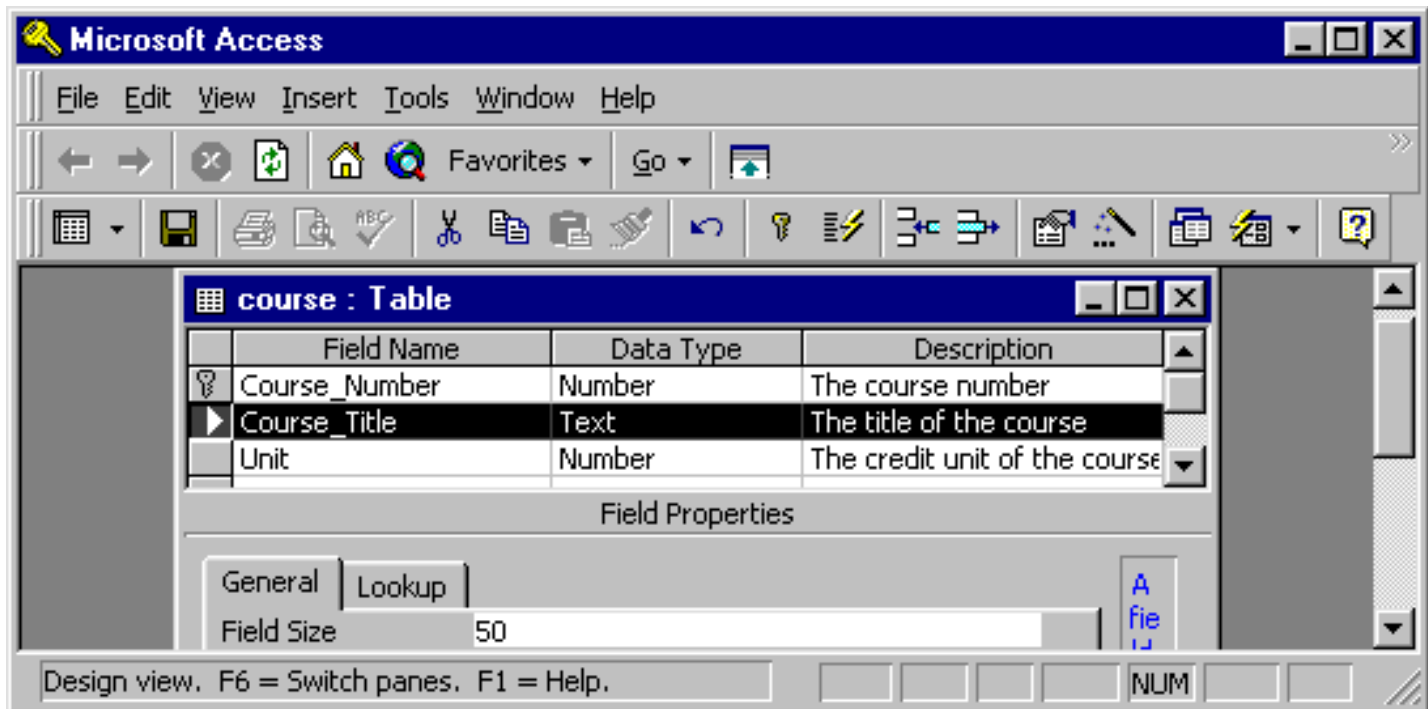 Microsoft Access
File Edit View Insert Tools Window Help
Favorites Go
ABC
course : Table
Field Name Data Type Description
Course_Number Number The course number
Course_Title Text The title of the course
Unit Number The credit unit of the course
Field Properties
General Lookup
A
Field Size 50
fie
Design view. F6 = Switch panes. F1 = Help. NUM